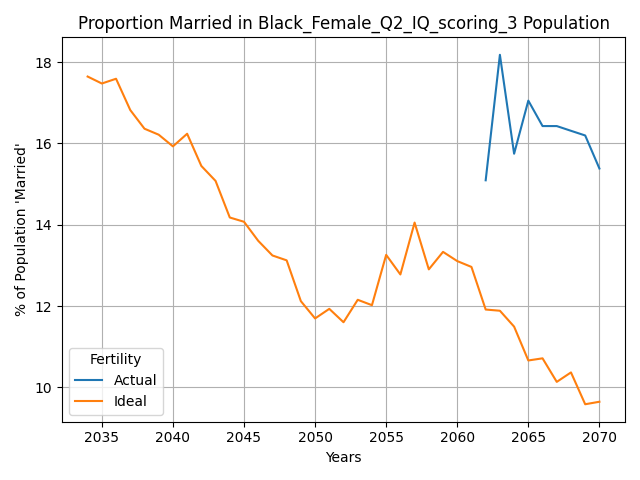 Proportion Married in Black_Female_Q2_IQ_scoring_3 Population
% of Population 'Married'
18
16
14
12
10
Fertility
Actual
Ideal
2035 2040 2045 2050 2055 2060 2065 2070
Years